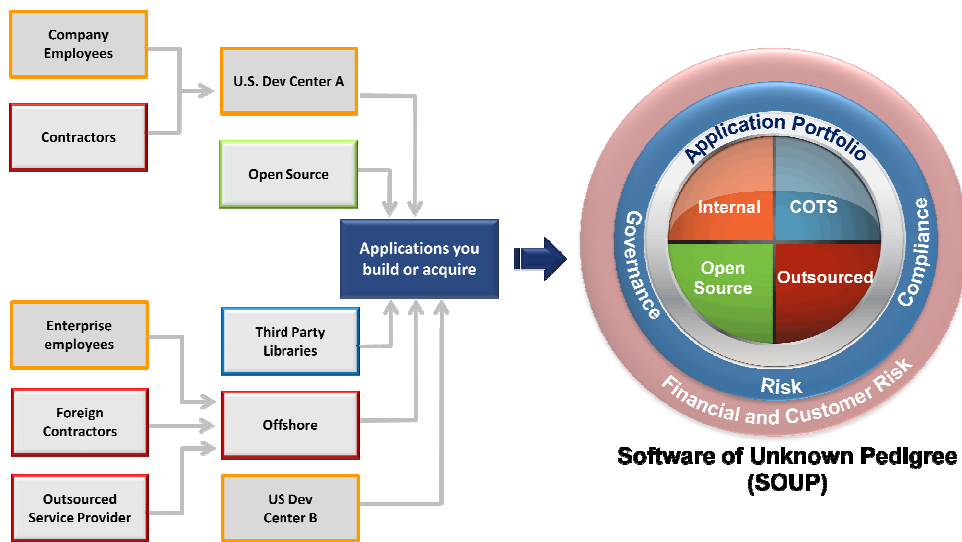 Company
Employees
Contractors
U.S. Dev Center A
Open Source
Applications you
build or acquire
Third Party
Libraries
Enterprise
employees
Foreign
Contractors
Offshore
Outsourced
Service Provider
US Dev
Center B
Application Portfolio
Internal
COTS
Open
Source
Outsourced
Governance
Compliance
Risk
Financial and Customer Risk
Software of Unknown Pedigree
(SOUP)